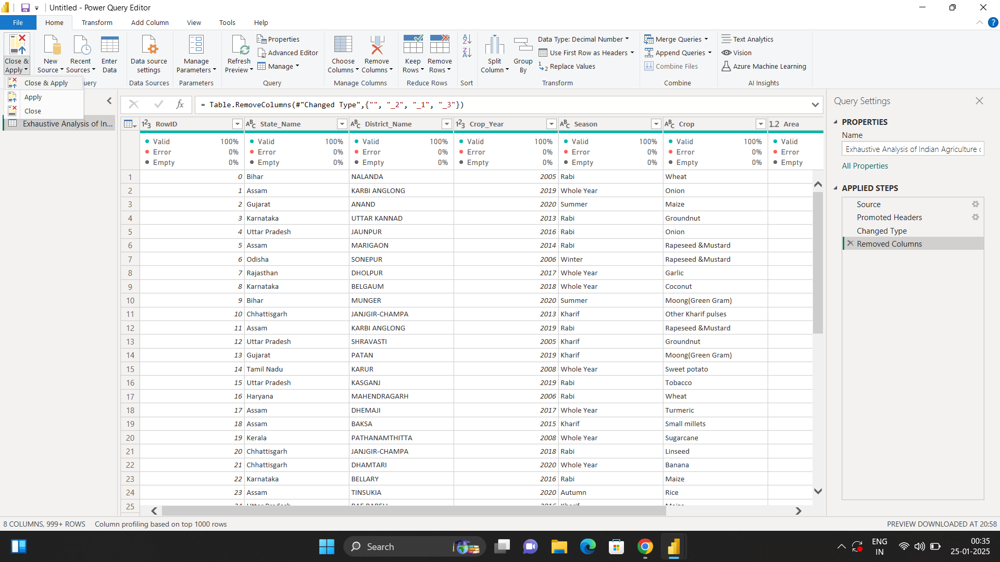 Untitled - Power Query Editor
File Home Transform Add Column View Tools Help
Close & Apply
New Source
Recent Sources
Enter Data
Data source settings
Manage Parameters
Refresh Preview
Properties
Advanced Editor
Manage
Choose Columns
Remove Columns
Keep Rows
Remove Rows
Split Column
Group By
Data Type: Decimal Number
Use First Row as Headers
Replace Values
Merge Queries
Append Queries
Combine Files
Text Analytics
Vision
Azure Machine Learning
Data Sources Parameters Query Manage Columns Reduce Rows Sort Transform Combine AI Insights
Close & Apply
Apply
Close
Exhaustive Analysis of In...
= Table.RemoveColumns(#"Changed Type",{"", "_2", "_1", "_3"})
RowID State_Name District_Name Crop_Year Season Crop 1.2 Area
Valid 100% Valid 100% Valid 100% Valid 100% Valid 100% Valid 100% Valid
Error 0% Error 0% Error 0% Error 0% Error 0% Error 0% Error
Empty 0% Empty 0% Empty 0% Empty 0% Empty 0% Empty 0% Empty
1 0 Bihar NALANDA 2005 Rabi Wheat
2 1 Assam KARBI ANGLONG 2019 Whole Year Onion
3 2 Gujarat ANAND 2020 Summer Maize
4 3 Karnataka UTTAR KANNAD 2013 Rabi Groundnut
5 4 Uttar Pradesh JAUNPUR 2016 Rabi Onion
6 5 Assam MARIGAON 2014 Rabi Rapeseed &Mustard
7 6 Odisha SONEPUR 2006 Winter Rapeseed &Mustard
8 7 Rajasthan DHOLPUR 2017 Whole Year Garlic
9 8 Karnataka BELGAUM 2018 Whole Year Coconut
10 9 Bihar MUNGER 2020 Summer Moong(Green Gram)
11 10 Chhattisgarh JANJGIR-CHAMPA 2013 Kharif Other Kharif pulses
12 11 Assam KARBI ANGLONG 2019 Rabi Rapeseed &Mustard
13 12 Uttar Pradesh SHRAVASTI 2005 Kharif Groundnut
14 13 Gujarat PATAN 2019 Kharif Moong(Green Gram)
15 14 Tamil Nadu KARUR 2008 Whole Year Sweet potato
16 15 Uttar Pradesh KASGANJ 2019 Rabi Tobacco
17 16 Haryana MAHENDRAGARH 2006 Rabi Wheat
18 17 Assam DHEMAJI 2017 Whole Year Turmeric
19 18 Assam BAKSA 2015 Kharif Small millets
20 19 Kerala PATHANAMTHITTA 2008 Whole Year Sugarcane
21 20 Chhattisgarh JANJGIR-CHAMPA 2018 Rabi Linseed
22 21 Chhattisgarh DHAMTARI 2020 Whole Year Banana
23 22 Karnataka BELLARY 2016 Rabi Maize
24 23 Assam TINSUKIA 2020 Autumn Rice
25
Query Settings
PROPERTIES
Name
Exhaustive Analysis of Indian Agriculture
All Properties
APPLIED STEPS
Source
Promoted Headers
Changed Type
Removed Columns
8 COLUMNS, 999+ ROWS Column profiling based on top 1000 rows PREVIEW DOWNLOADED AT 20:58
Search
ENG
IN
00:35
25-01-2025